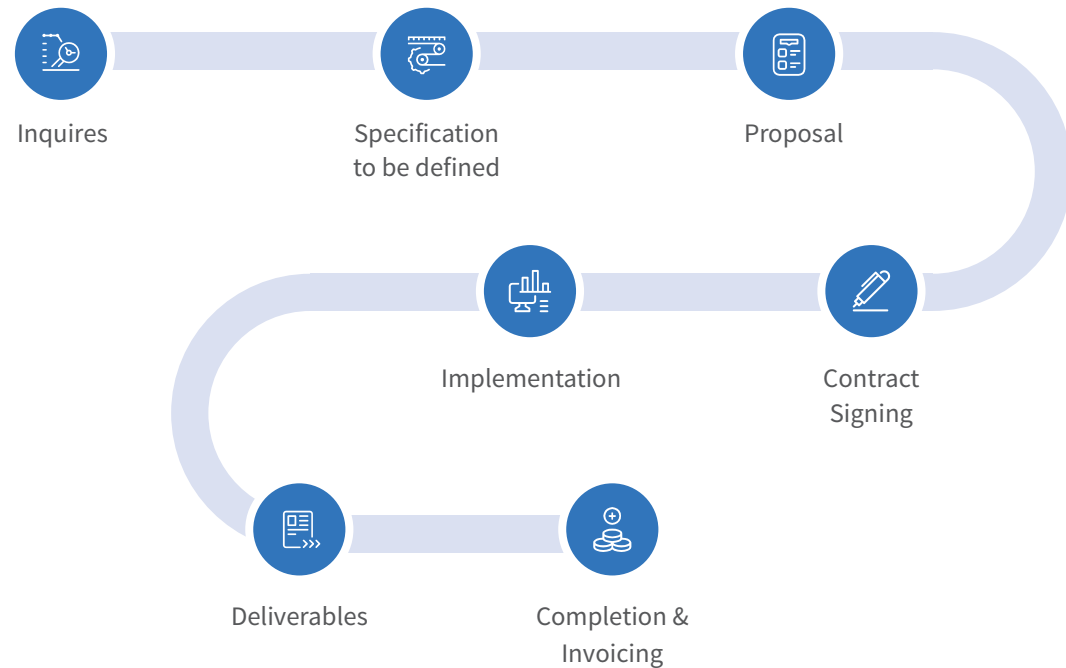 Inquires
Specification
to be defined
Proposal
Contract
Signing
Implementation
Deliverables
Completion &
Invoicing